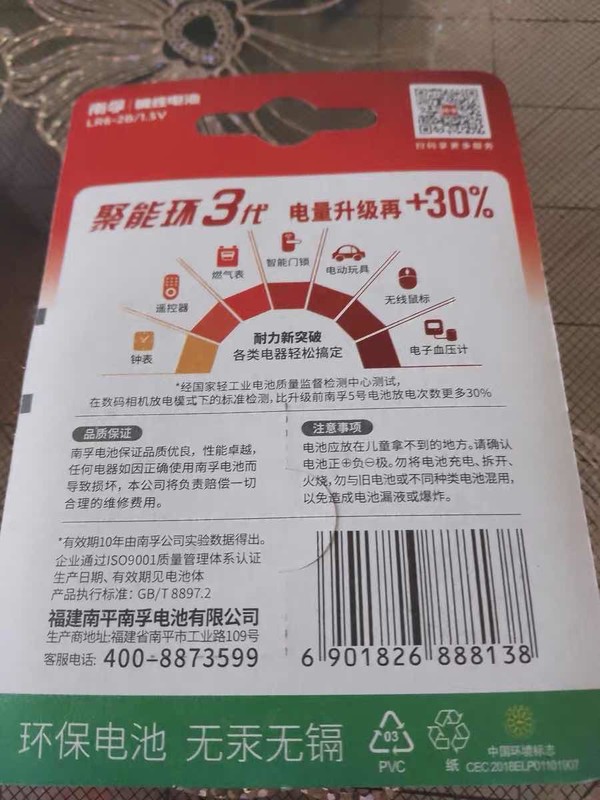 南孚 碱性电池
LR6-2B/1.5V
扫码享更多服务
聚能环3代 电量升级再+30%
钟表
遥控器
燃气表
智能门锁
电动玩具
无线鼠标
电子血压计
耐力新突破
各类电器轻松搞定
*经国家轻工业电池质量监督检测中心测试，
在数码相机放电模式下的标准检测，比升级前南孚5号电池放电次数更多30%
品质保证
南孚电池保证品质优良，性能卓越，
任何电器如因正确使用南孚电池而
导致损坏，本公司将负责赔偿一切
合理的维修费用。
注意事项
电池应放在儿童拿不到的地方。请确认
电池正⊕负⊖极。勿将电池充电、拆开、
火烧，勿与旧电池或不同种类电池混用，
以免造成电池漏液或爆炸。
*有效期10年由南孚公司实验数据得出。
企业通过ISO9001质量管理体系认证
生产日期、有效期见电池体
产品执行标准：GB/T 8897.2
福建南平南孚电池有限公司
生产商地址：福建省南平市工业路109号
客服电话：400-8873599
6 901826 888138
环保电池 无汞无镉
03
PVC
纸
中国环境标志
CEC 2018ELP01101907